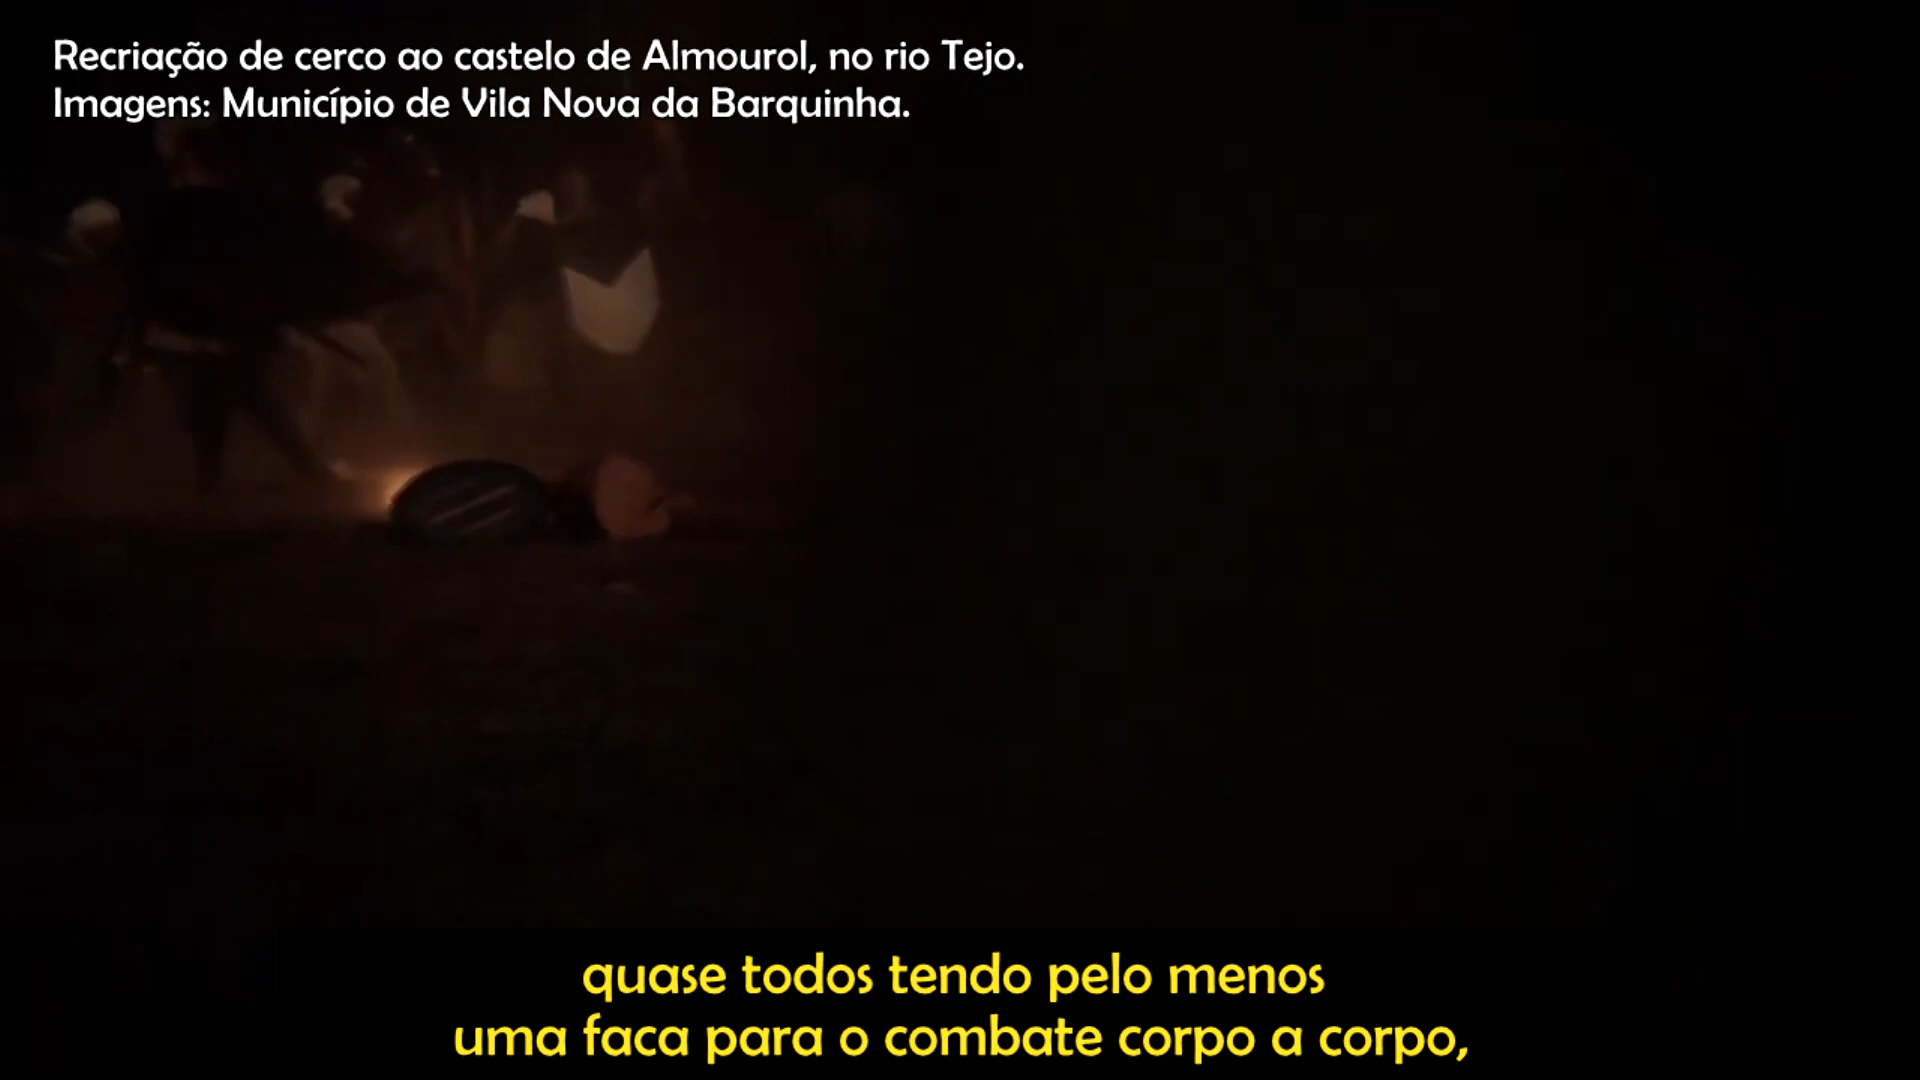 Recriação de cerco ao castelo de Almourol, no rio Tejo.
Imagens: Município de Vila Nova da Barquinha.
quase todos tendo pelo menos
uma faca para o combate corpo a corpo,